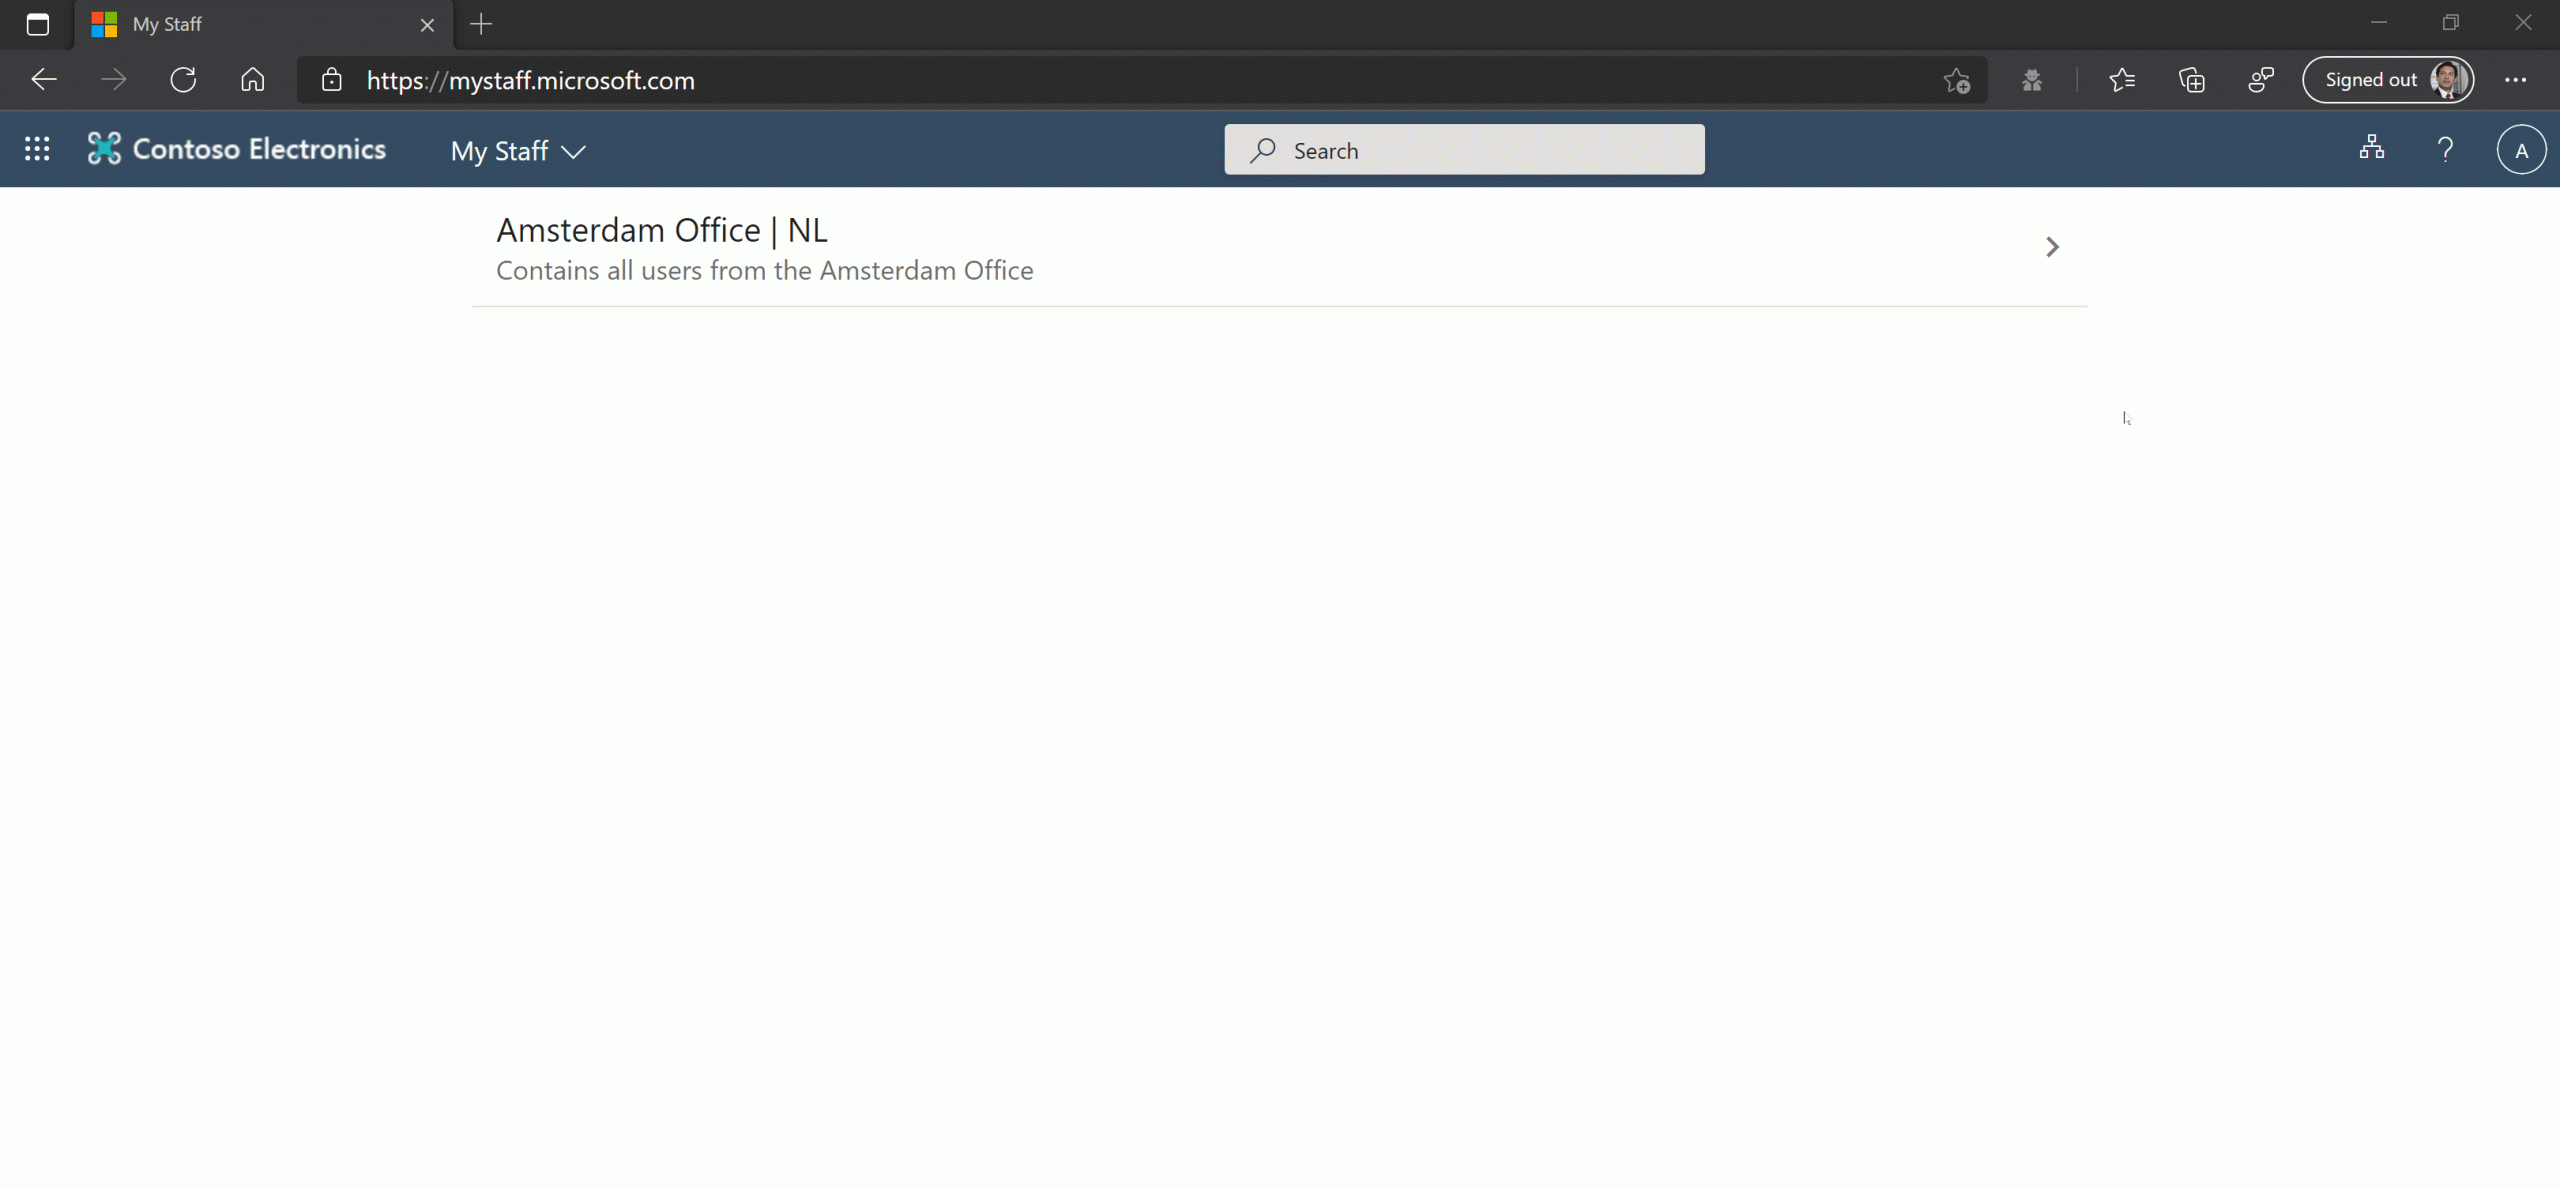 My Staff
https://mystaff.microsoft.com
Signed out
Contoso Electronics
My Staff
Search
?
A
Amsterdam Office | NL
Contains all users from the Amsterdam Office